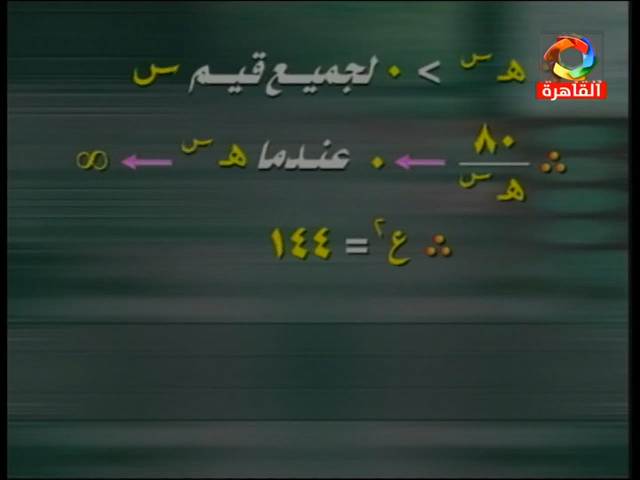 هـ س > ٠ لجميع قيم س
∴ ٨٠ / هـ س ← ٠ عندما هـ س ← ∞
∴ ع ٢ = ١٤٤
القاهرة